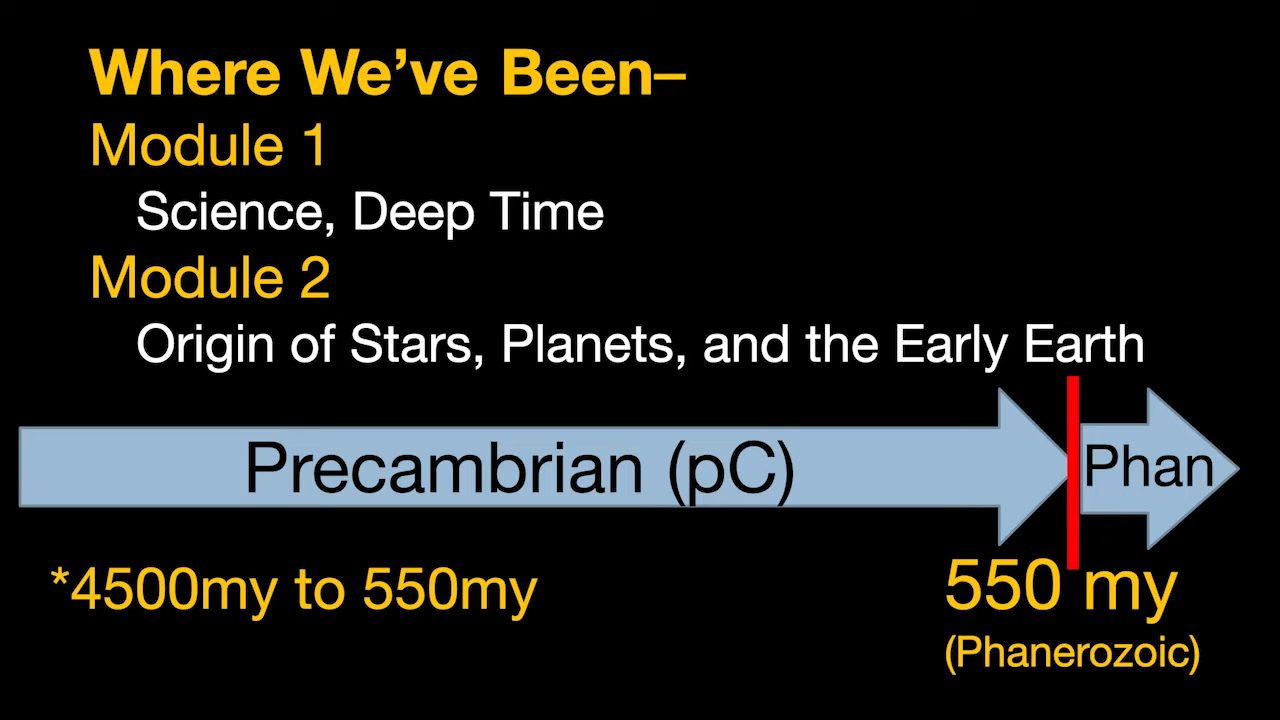 Where We’ve Been–
Module 1
Science, Deep Time
Module 2
Origin of Stars, Planets, and the Early Earth
Precambrian (pC)
Phan
*4500my to 550my
550 my
(Phanerozoic)